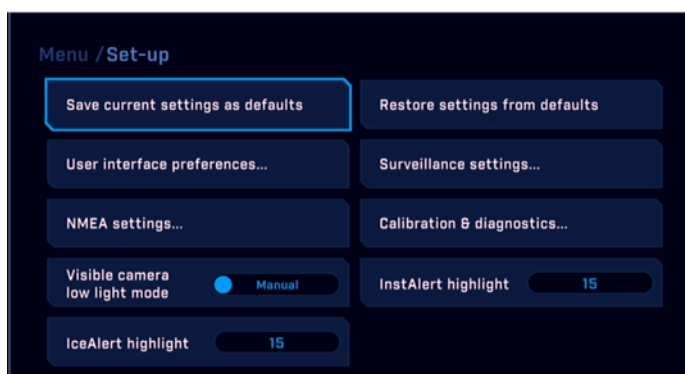 Menu /Set-up
Save current settings as defaults
Restore settings from defaults
User interface preferences...
Surveillance settings...
NMEA settings...
Calibration & diagnostics...
Visible camera
low light mode
Manual
InstAlert highlight
15
IceAlert highlight
15